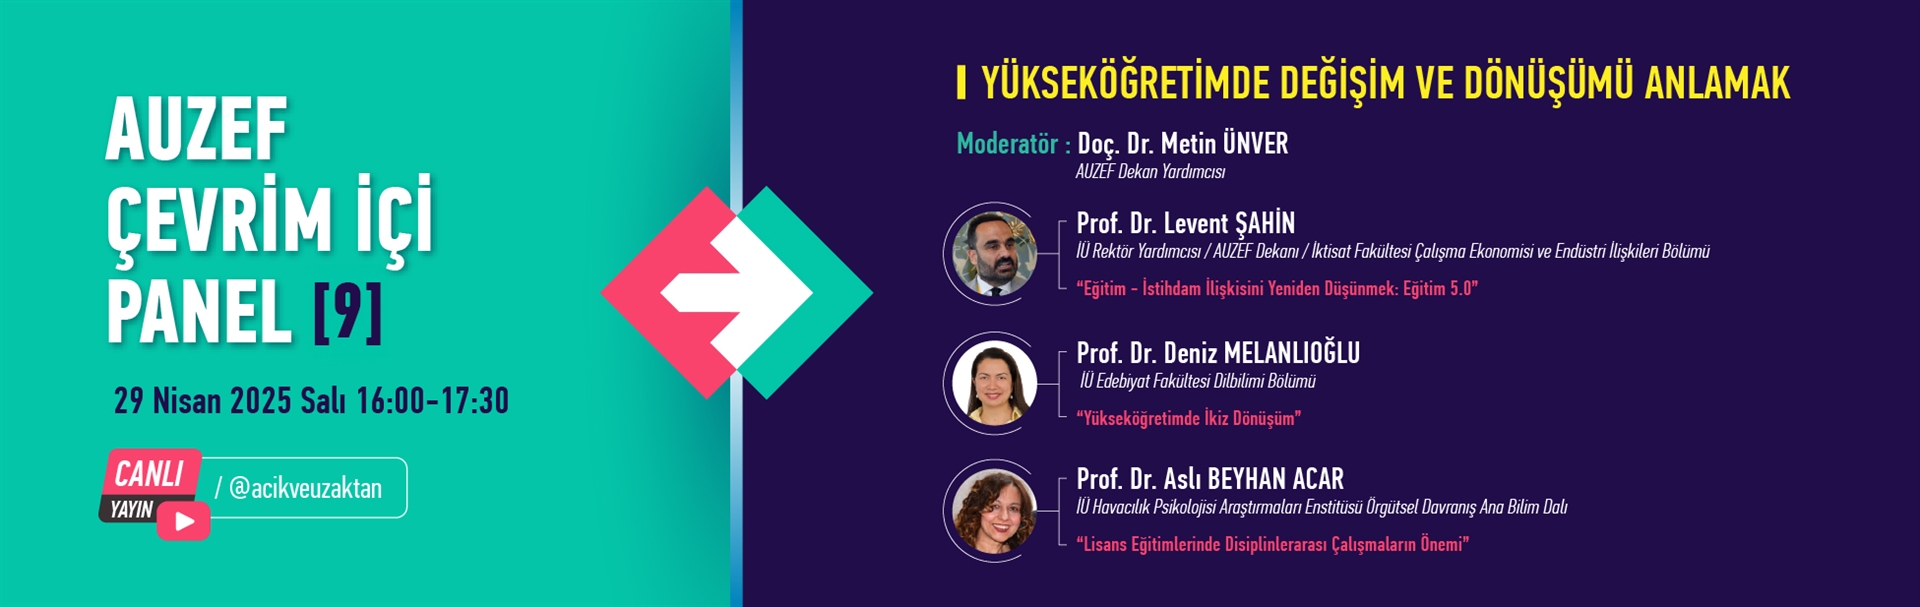 AUZEF
ÇEVRİM İÇİ
PANEL [9]
29 Nisan 2025 Salı 16:00-17:30
CANLI
YAYIN
/ @acikveuzaktan
YÜKSEKÖĞRETİMDE DEĞİŞİM VE DÖNÜŞÜMÜ ANLAMAK
Moderatör : Doç. Dr. Metin ÜNVER
AUZEF Dekan Yardımcısı
Prof. Dr. Levent ŞAHİN
İÜ Rektör Yardımcısı / AUZEF Dekanı / İktisat Fakültesi Çalışma Ekonomisi ve Endüstri İlişkileri Bölümü
“Eğitim - İstihdam İlişkisini Yeniden Düşünmek: Eğitim 5.0”
Prof. Dr. Deniz MELANLIOĞLU
İÜ Edebiyat Fakültesi Dilbilimi Bölümü
“Yükseköğretimde İkiz Dönüşüm”
Prof. Dr. Aslı BEYHAN ACAR
İÜ Havacılık Psikolojisi Araştırmaları Enstitüsü Örgütsel Davranış Ana Bilim Dalı
“Lisans Eğitimlerinde Disiplinlerarası Çalışmaların Önemi”